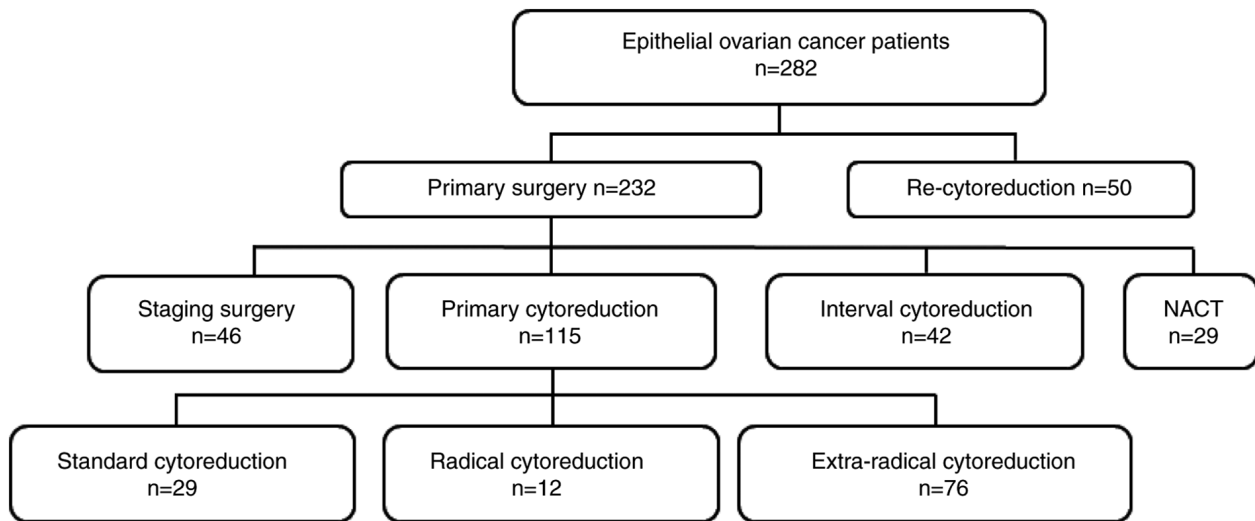 Epithelial ovarian cancer patients
n=282
Primary surgery n=232
Re-cytoreduction n=50
Staging surgery
n=46
Primary cytoreduction
n=115
Interval cytoreduction
n=42
NACT
n=29
Standard cytoreduction
n=29
Radical cytoreduction
n=12
Extra-radical cytoreduction
n=76